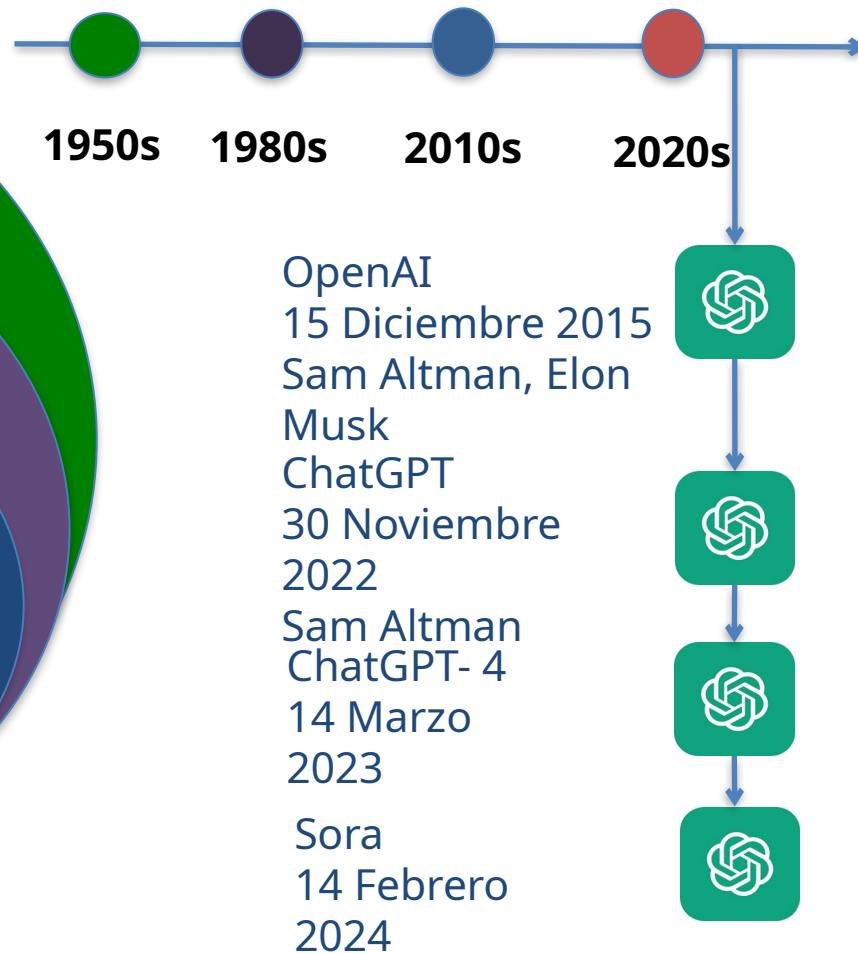 1950s 1980s 2010s 2020s
OpenAI
15 Diciembre 2015
Sam Altman, Elon
Musk
ChatGPT
30 Noviembre
2022
Sam Altman
ChatGPT- 4
14 Marzo
2023
Sora
14 Febrero
2024